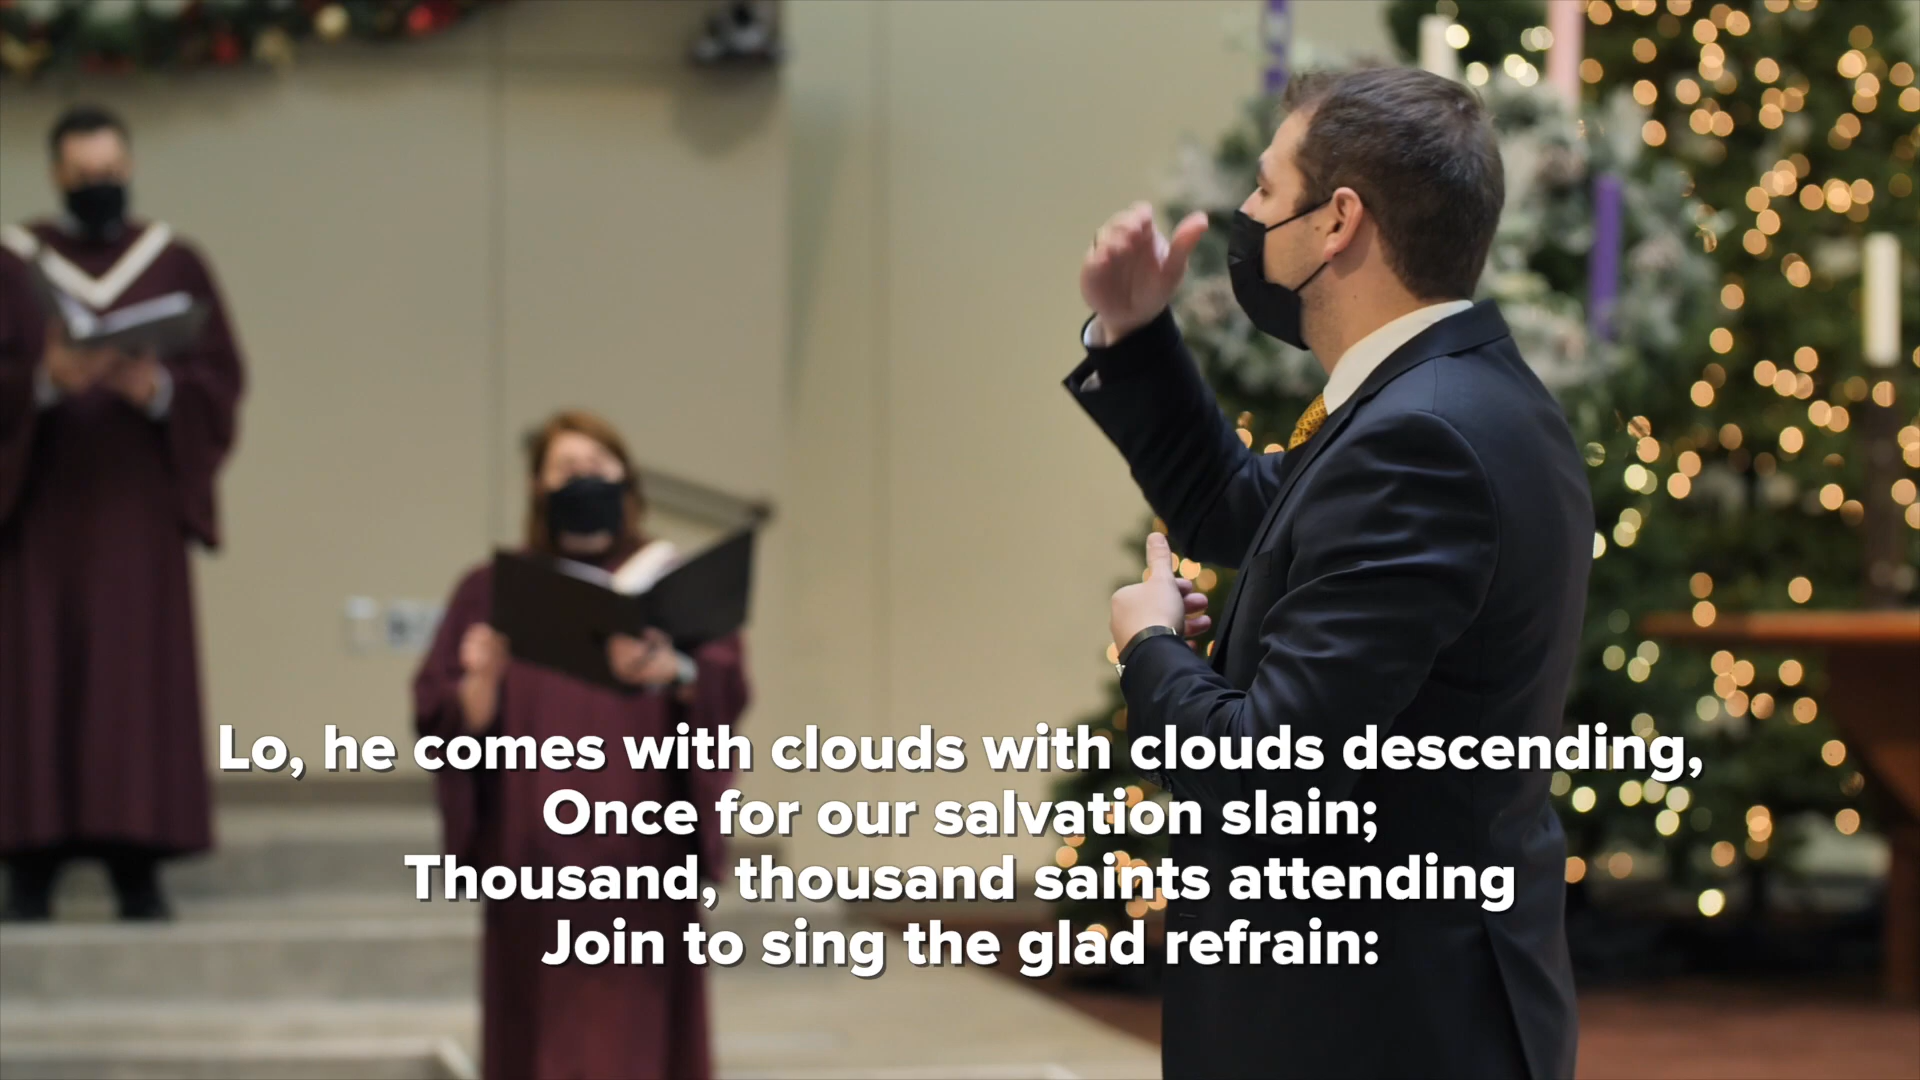 Lo, he comes with clouds with clouds descending,
Once for our salvation slain;
Thousand, thousand saints attending
Join to sing the glad refrain: